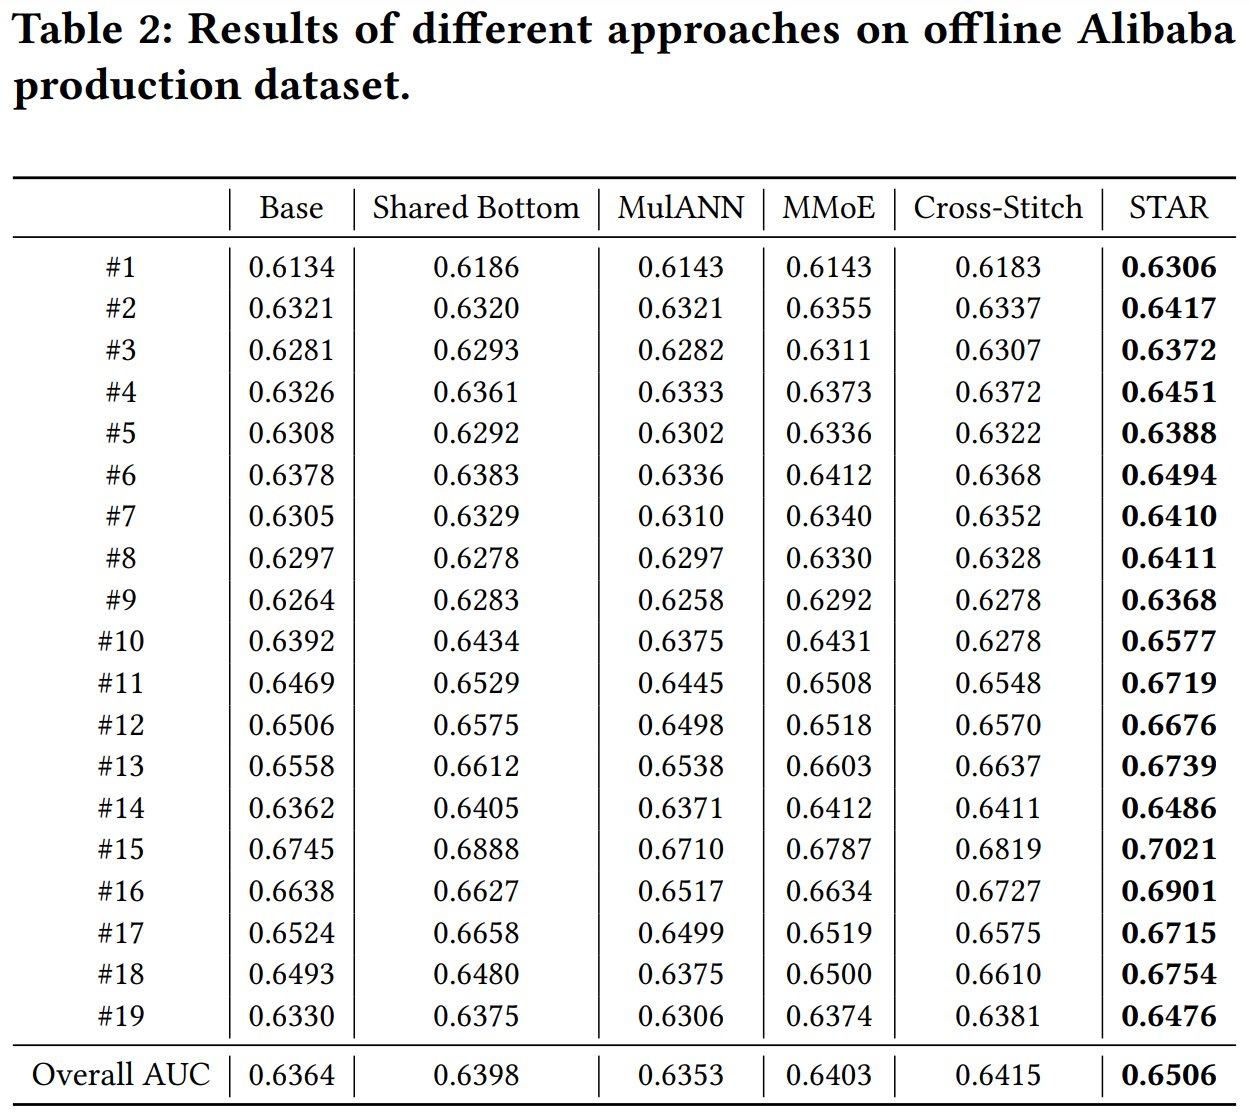 Table 2: Results of different approaches on offline Alibaba
production dataset.
Base Shared Bottom MulANN MMoE Cross-Stitch STAR
#1 0.6134 0.6186 0.6143 0.6143 0.6183 0.6306
#2 0.6321 0.6320 0.6321 0.6355 0.6337 0.6417
#3 0.6281 0.6293 0.6282 0.6311 0.6307 0.6372
#4 0.6326 0.6361 0.6333 0.6373 0.6372 0.6451
#5 0.6308 0.6292 0.6302 0.6336 0.6322 0.6388
#6 0.6378 0.6383 0.6336 0.6412 0.6368 0.6494
#7 0.6305 0.6329 0.6310 0.6340 0.6352 0.6410
#8 0.6297 0.6278 0.6297 0.6330 0.6328 0.6411
#9 0.6264 0.6283 0.6258 0.6292 0.6278 0.6368
#10 0.6392 0.6434 0.6375 0.6431 0.6278 0.6577
#11 0.6469 0.6529 0.6445 0.6508 0.6548 0.6719
#12 0.6506 0.6575 0.6498 0.6518 0.6570 0.6676
#13 0.6558 0.6612 0.6538 0.6603 0.6637 0.6739
#14 0.6362 0.6405 0.6371 0.6412 0.6411 0.6486
#15 0.6745 0.6888 0.6710 0.6787 0.6819 0.7021
#16 0.6638 0.6627 0.6517 0.6634 0.6727 0.6901
#17 0.6524 0.6658 0.6499 0.6519 0.6575 0.6715
#18 0.6493 0.6480 0.6375 0.6500 0.6610 0.6754
#19 0.6330 0.6375 0.6306 0.6374 0.6381 0.6476
Overall AUC 0.6364 0.6398 0.6353 0.6403 0.6415 0.6506